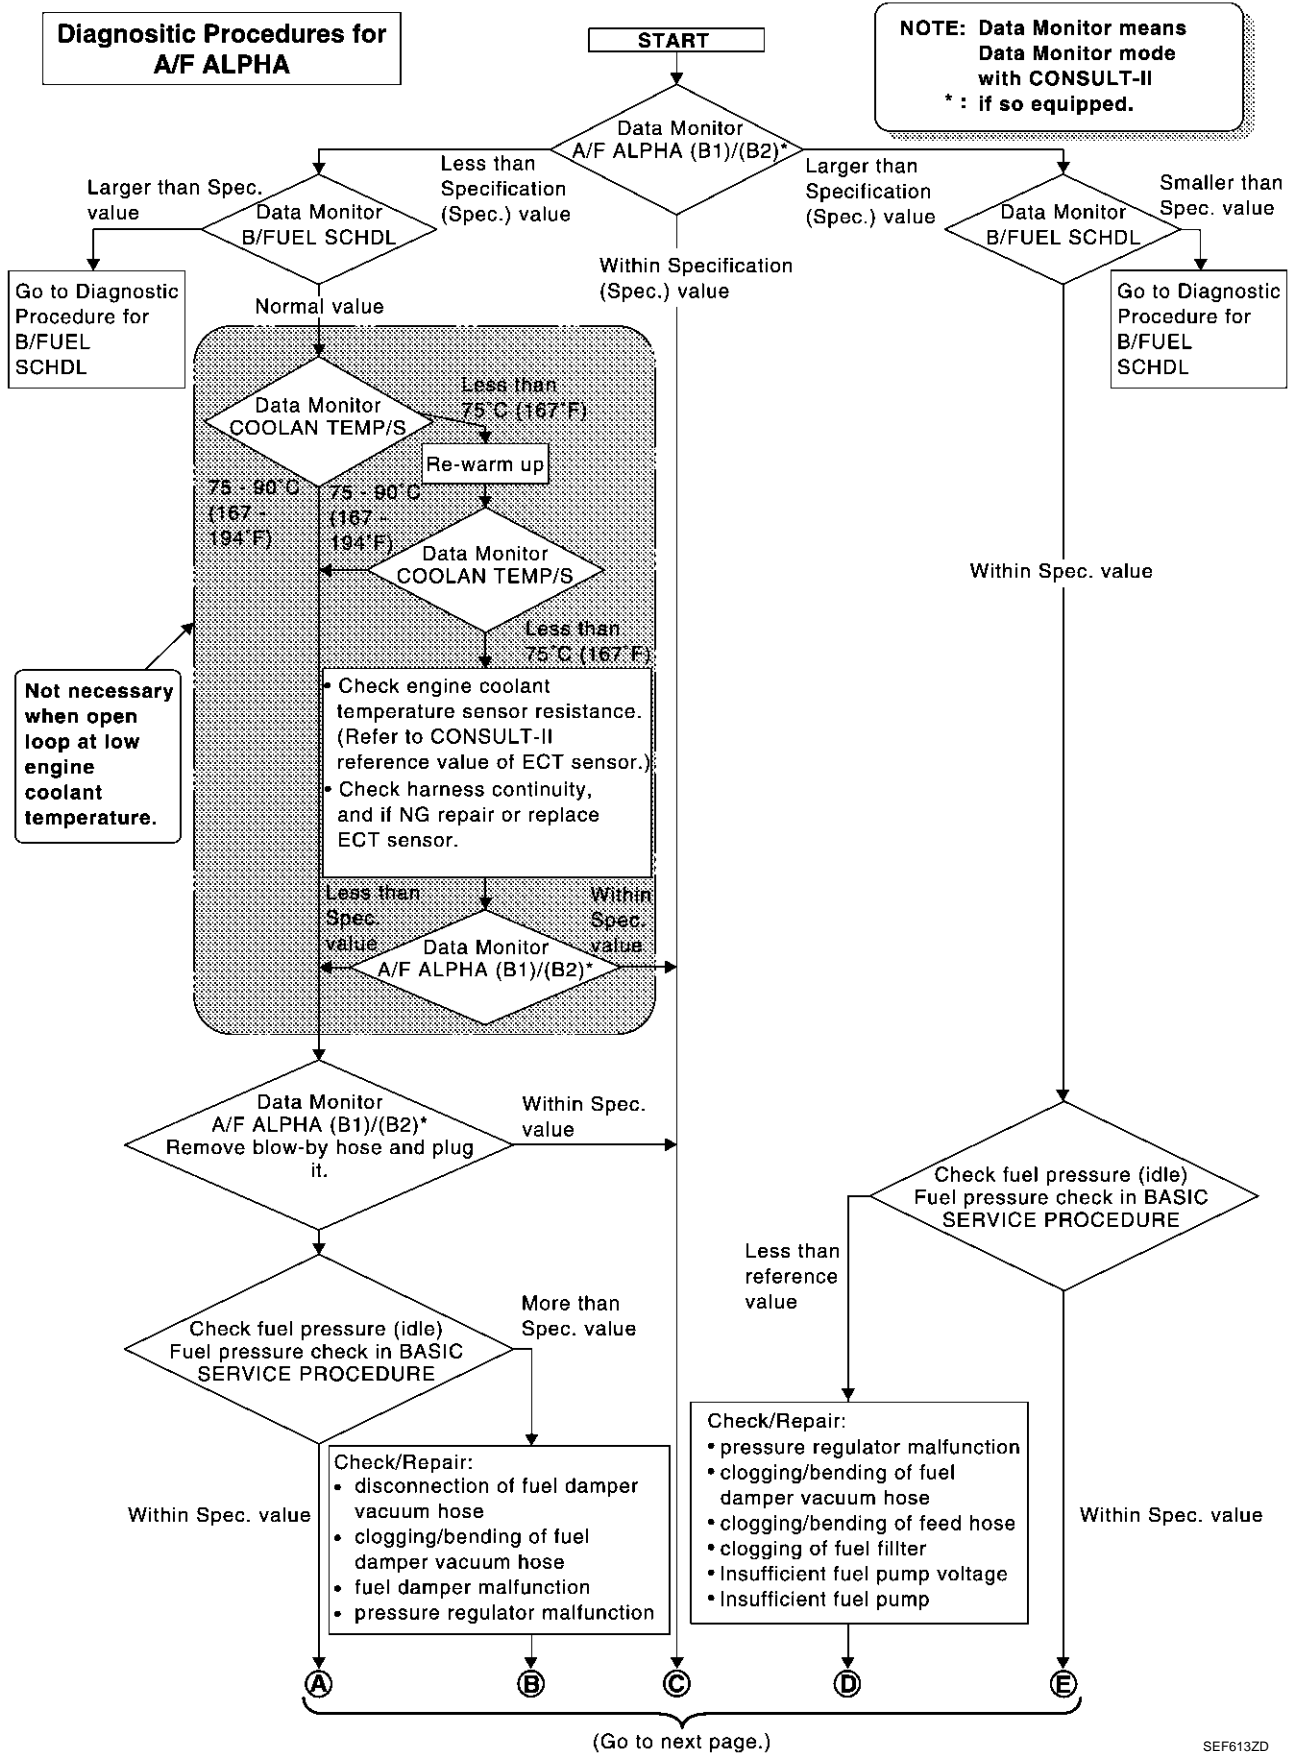 Diagnositic Procedures for
A/F ALPHA
START
NOTE: Data Monitor means
Data Monitor mode
with CONSULT-II
* : if so equipped.
Data Monitor
A/F ALPHA (B1)/(B2)*
Less than
Specification
(Spec.) value
Larger than
Specification
(Spec.) value
Larger than Spec.
value
Data Monitor
B/FUEL SCHDL
Data Monitor
B/FUEL SCHDL
Smaller than
Spec. value
Within Specification
(Spec.) value
Go to Diagnostic
Procedure for
B/FUEL
SCHDL
Normal value
Go to Diagnostic
Procedure for
B/FUEL
SCHDL
Data Monitor
COOLAN TEMP/S
Less than
75°C (167°F)
Re-warm up
75 - 90°C
(167 -
194°F)
75 - 90°C
(167 -
194°F)
Data Monitor
COOLAN TEMP/S
Within Spec. value
Less than
75°C (167°F)
Not necessary
when open
loop at low
engine
coolant
temperature.
• Check engine coolant
temperature sensor resistance.
(Refer to CONSULT-II
reference value of ECT sensor.)
• Check harness continuity,
and if NG repair or replace
ECT sensor.
Less than
Spec.
value
Within
Spec.
value
Data Monitor
A/F ALPHA (B1)/(B2)*
Data Monitor
A/F ALPHA (B1)/(B2)*
Remove blow-by hose and plug
it.
Within Spec.
value
Check fuel pressure (idle)
Fuel pressure check in BASIC
SERVICE PROCEDURE
Less than
reference
value
Check fuel pressure (idle)
Fuel pressure check in BASIC
SERVICE PROCEDURE
More than
Spec. value
Within Spec. value
Check/Repair:
• disconnection of fuel damper
vacuum hose
• clogging/bending of fuel
damper vacuum hose
• fuel damper malfunction
• pressure regulator malfunction
Check/Repair:
• pressure regulator malfunction
• clogging/bending of fuel
damper vacuum hose
• clogging/bending of feed hose
• clogging of fuel fillter
• Insufficient fuel pump voltage
• Insufficient fuel pump
Within Spec. value
A
B
C
D
E
(Go to next page.)
SEF613ZD